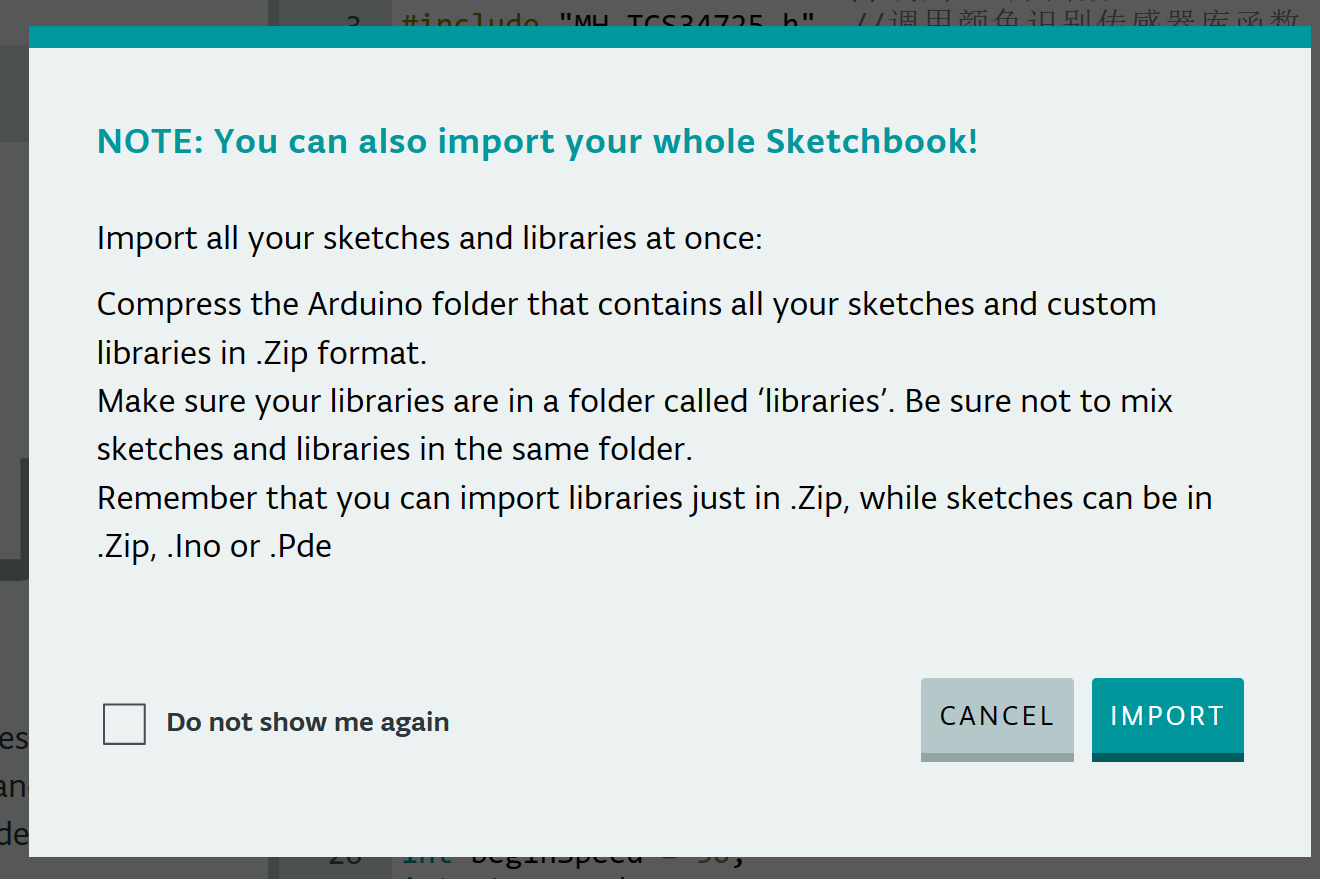 3 #include "MH_TCS34725.h" //调用颜色识别传感器库函数
NOTE: You can also import your whole Sketchbook!
Import all your sketches and libraries at once:
Compress the Arduino folder that contains all your sketches and custom
libraries in .Zip format.
Make sure your libraries are in a folder called ‘libraries’. Be sure not to mix
sketches and libraries in the same folder.
Remember that you can import libraries just in .Zip, while sketches can be in
.Zip, .Ino or .Pde
Do not show me again
CANCEL IMPORT
es
and
de
int beginSpeed = 90;